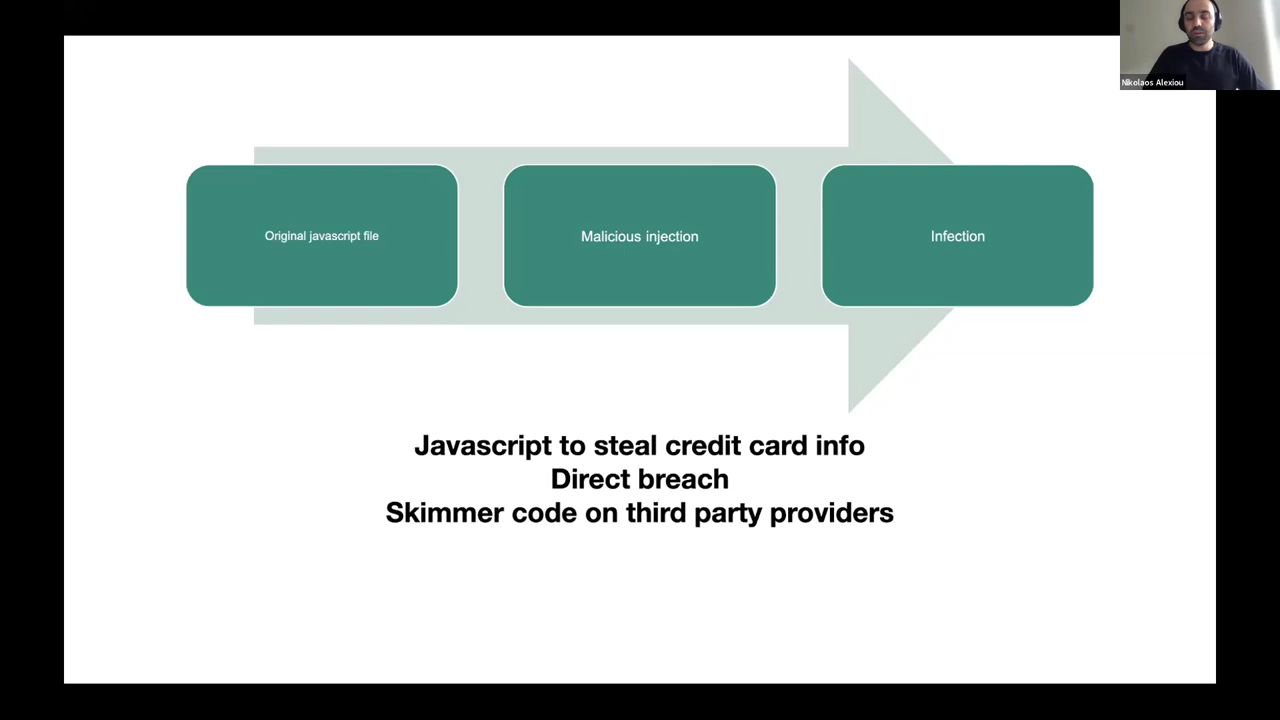 Nikolaos Alexiou
Original javascript file
Malicious injection
Infection
Javascript to steal credit card info
Direct breach
Skimmer code on third party providers